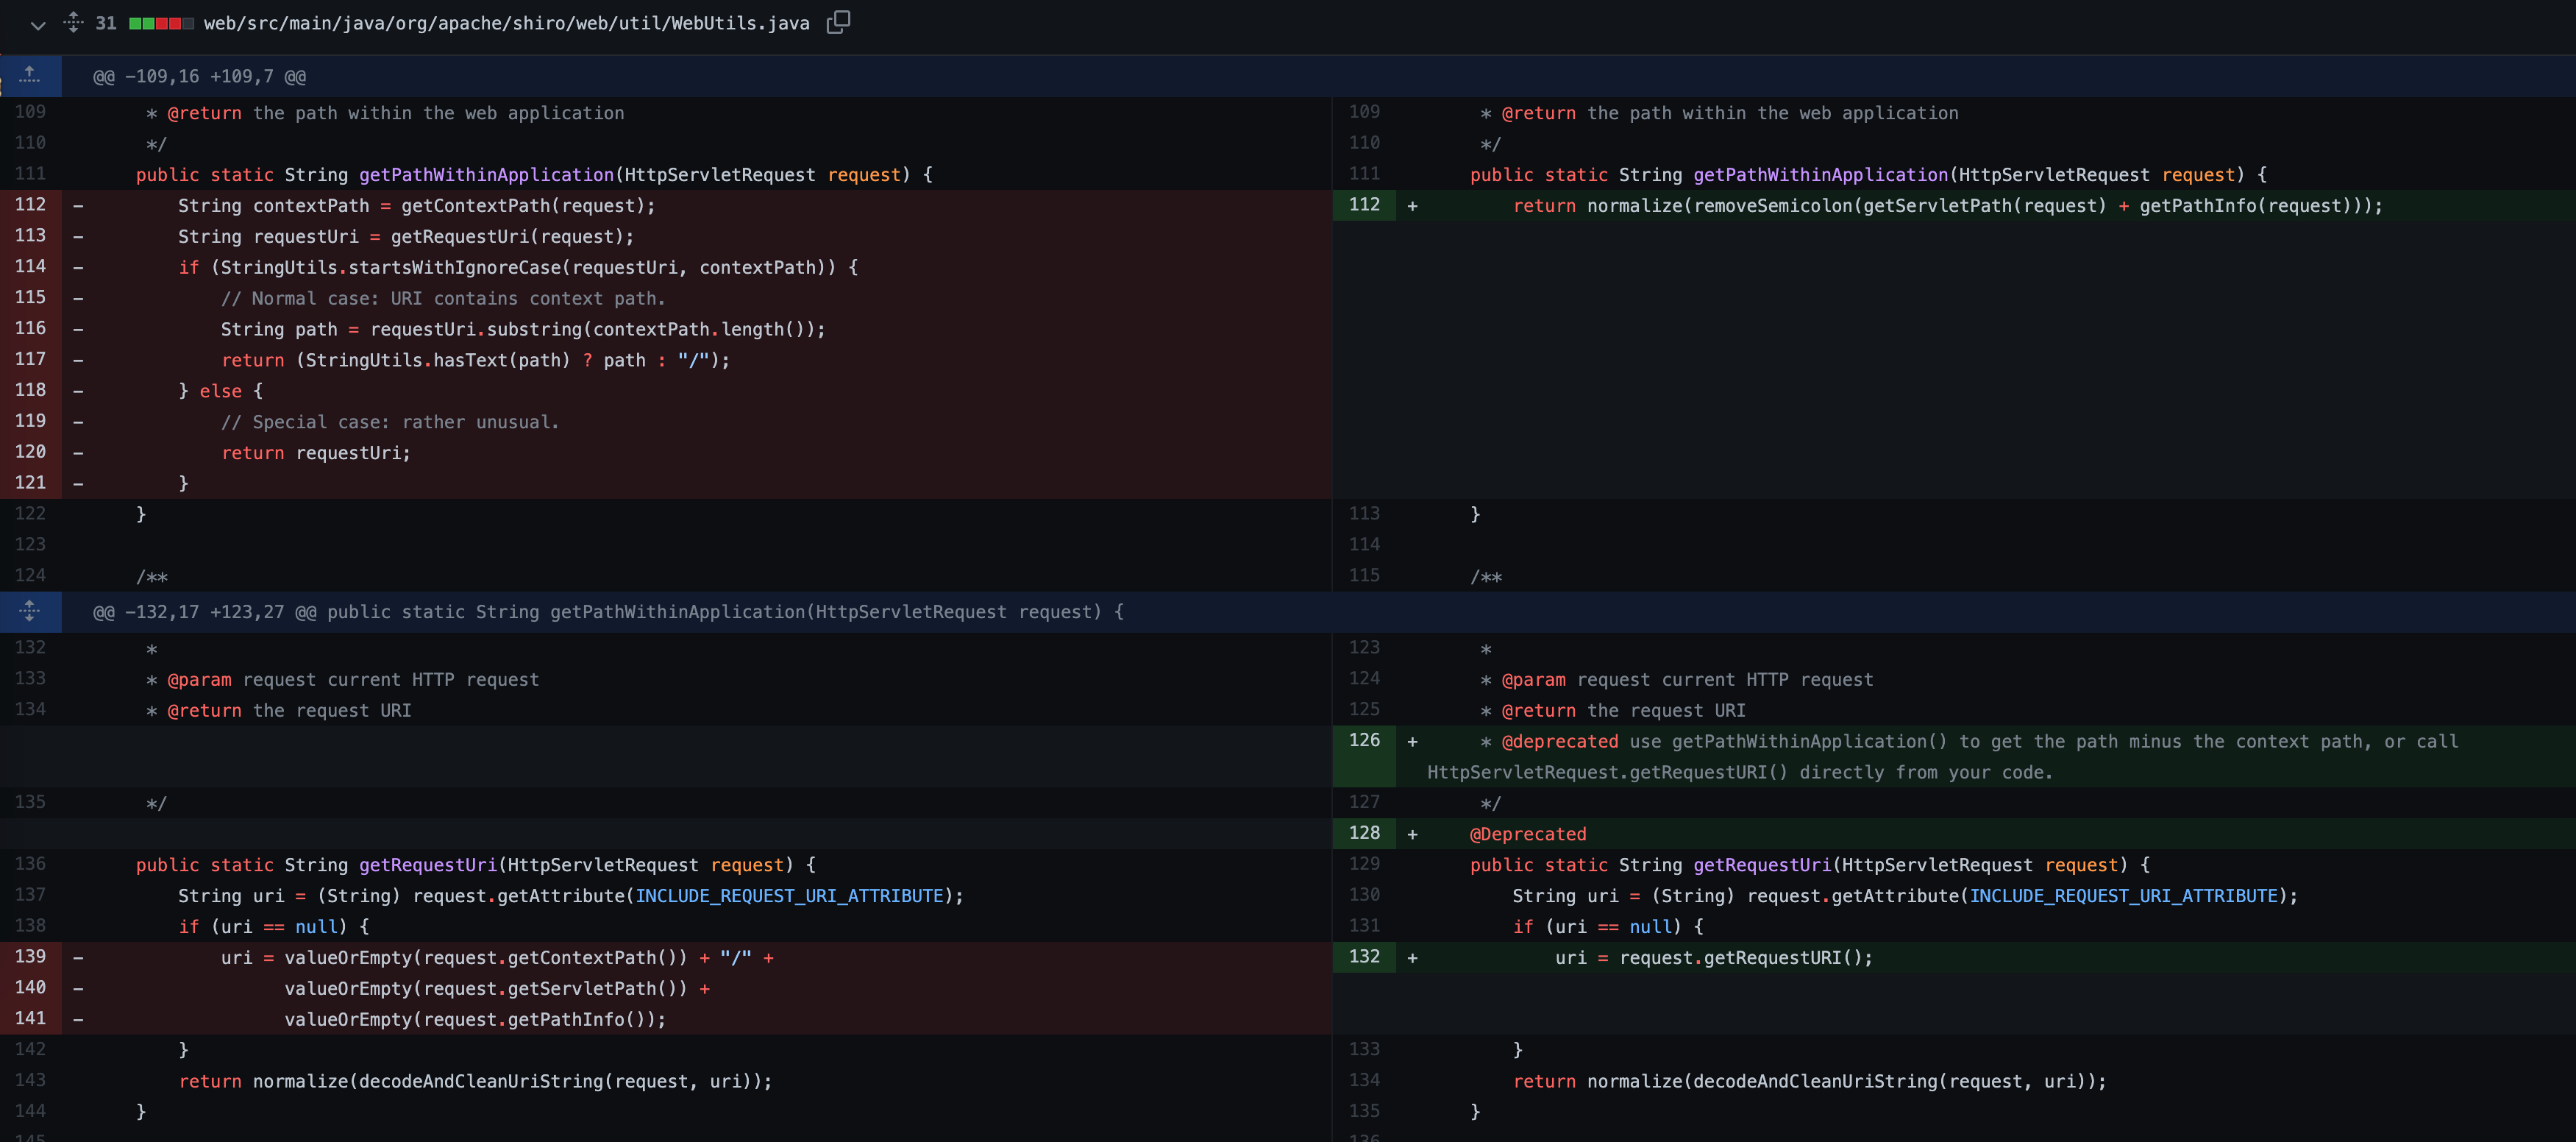 31 web/src/main/java/org/apache/shiro/web/util/WebUtils.java
@@ -109,16 +109,7 @@
109 * @return the path within the web application
110 */
111 public static String getPathWithinApplication(HttpServletRequest request) {
112 - String contextPath = getContextPath(request);
113 - String requestUri = getRequestUri(request);
114 - if (StringUtils.startsWithIgnoreCase(requestUri, contextPath)) {
115 - // Normal case: URI contains context path.
116 - String path = requestUri.substring(contextPath.length());
117 - return (StringUtils.hasText(path) ? path : "/");
118 - } else {
119 - // Special case: rather unusual.
120 - return requestUri;
121 - }
122 }
123
124 /**
109 * @return the path within the web application
110 */
111 public static String getPathWithinApplication(HttpServletRequest request) {
112 + return normalize(removeSemicolon(getServletPath(request) + getPathInfo(request)));
113 }
114
115 /**
@@ -132,17 +123,27 @@ public static String getPathWithinApplication(HttpServletRequest request) {
132 *
133 * @param request current HTTP request
134 * @return the request URI
135 */
136 public static String getRequestUri(HttpServletRequest request) {
137 String uri = (String) request.getAttribute(INCLUDE_REQUEST_URI_ATTRIBUTE);
138 if (uri == null) {
139 - uri = valueOrEmpty(request.getContextPath()) + "/" +
140 - valueOrEmpty(request.getServletPath()) +
141 - valueOrEmpty(request.getPathInfo());
142 }
143 return normalize(decodeAndCleanUriString(request, uri));
144 }
145
123 *
124 * @param request current HTTP request
125 * @return the request URI
126 + * @deprecated use getPathWithinApplication() to get the path minus the context path, or call
HttpServletRequest.getRequestURI() directly from your code.
127 */
128 + @Deprecated
129 public static String getRequestUri(HttpServletRequest request) {
130 String uri = (String) request.getAttribute(INCLUDE_REQUEST_URI_ATTRIBUTE);
131 if (uri == null) {
132 + uri = request.getRequestURI();
133 }
134 return normalize(decodeAndCleanUriString(request, uri));
135 }
136